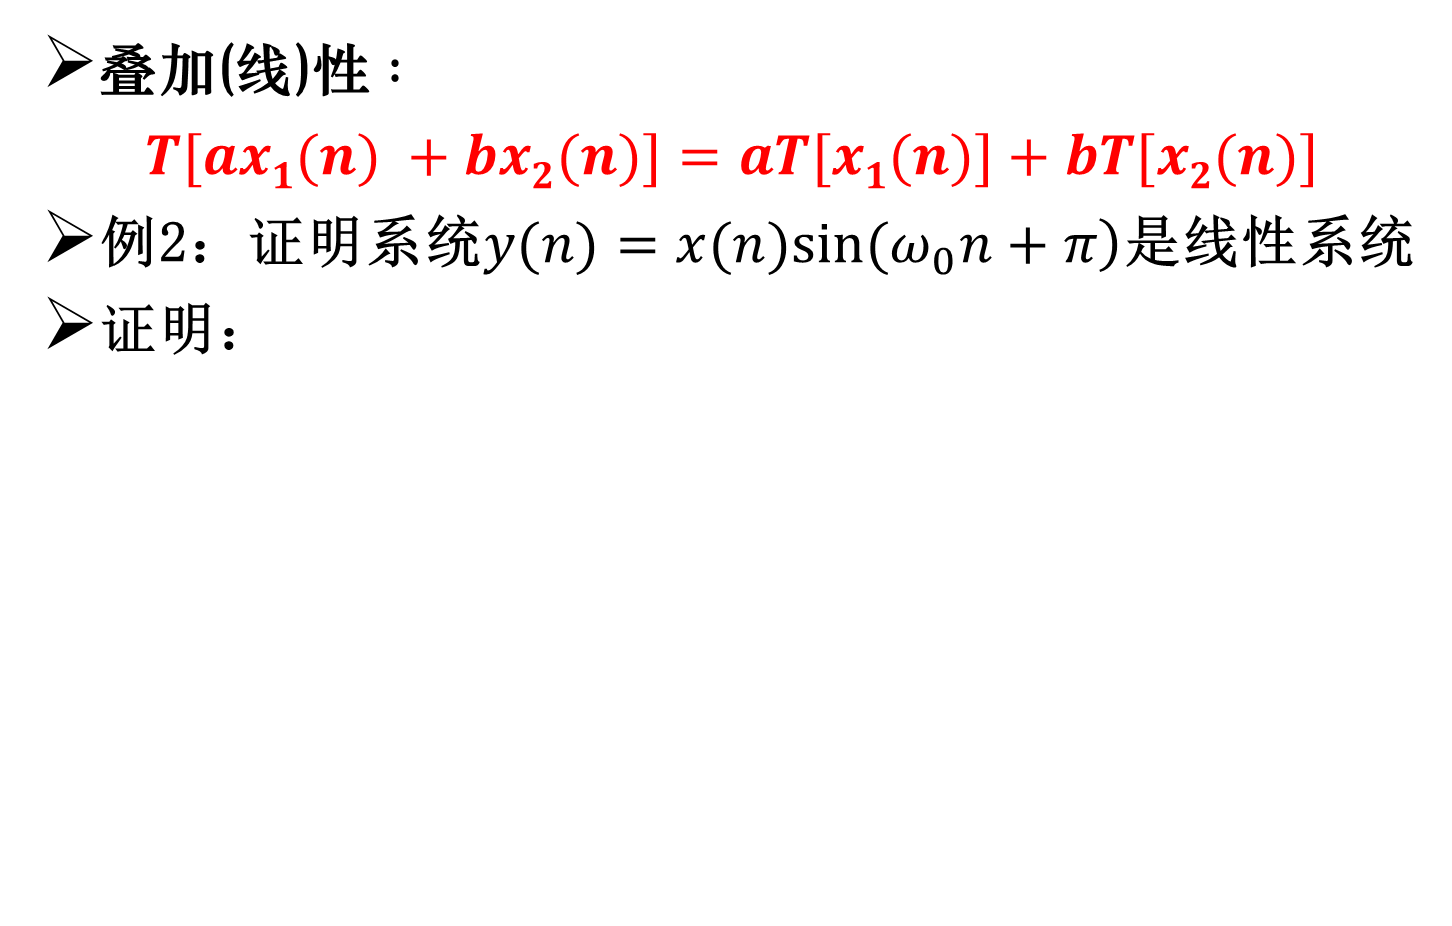 ➢叠加(线)性：
T[ax₁(n) + bx₂(n)] = aT[x₁(n)] + bT[x₂(n)]
➢例2：证明系统y(n) = x(n)sin(ω₀n + π)是线性系统
➢证明：